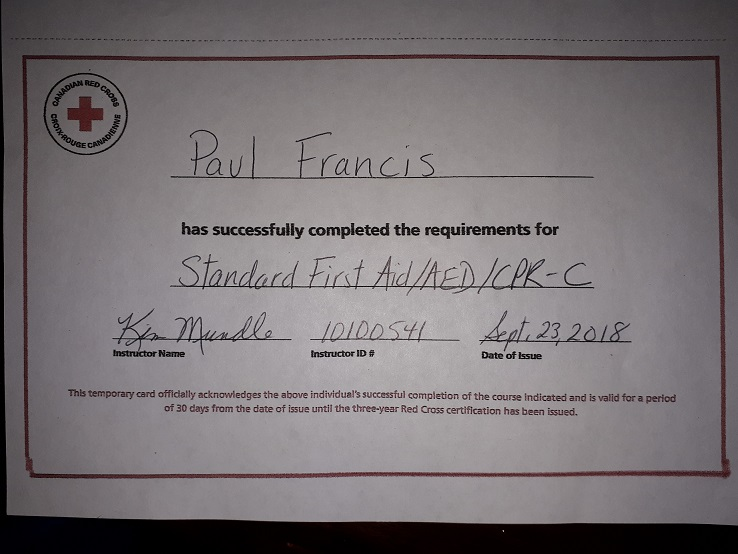 CANADIAN RED CROSS
CROIX-ROUGE CANADIENNE
Paul Francis
has successfully completed the requirements for
Standard First Aid/AED/CPR-C
Kim Mundle 10100541 Sept. 23, 2018
Instructor Name Instructor ID # Date of Issue
This temporary card officially acknowledges the above individual's successful completion of the course indicated and is valid for a period
of 30 days from the date of issue until the three-year Red Cross certification has been issued.